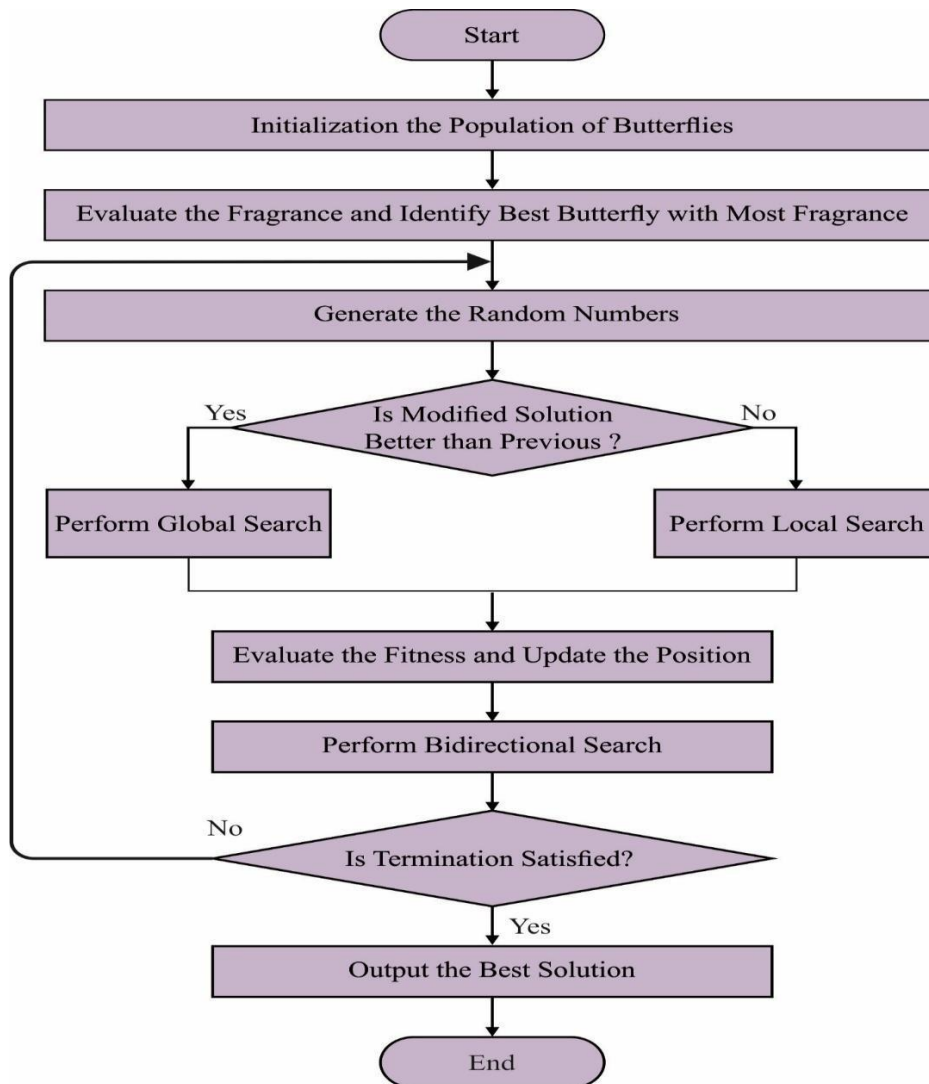 Start
Initialization the Population of Butterflies
Evaluate the Fragrance and Identify Best Butterfly with Most Fragrance
Generate the Random Numbers
Yes
Is Modified Solution
Better than Previous ?
No
Perform Global Search
Perform Local Search
Evaluate the Fitness and Update the Position
Perform Bidirectional Search
No
Is Termination Satisfied?
Yes
Output the Best Solution
End